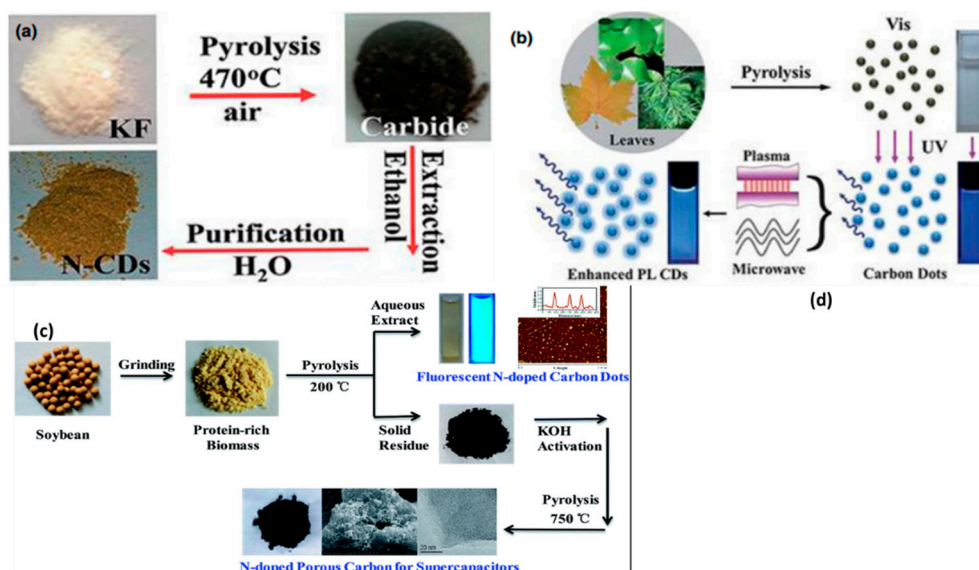 (a)
KF
Pyrolysis
470°C
air
Carbide
Extraction
Ethanol
Purification
H₂O
N-CDs
(b)
Leaves
Pyrolysis
Vis
UV
Plasma
Microwave
Enhanced PL CDs
Carbon Dots
(c)
Soybean
Grinding
Protein-rich
Biomass
Pyrolysis
200 ℃
Aqueous
Extract
Fluorescent N-doped Carbon Dots
Solid
Residue
KOH
Activation
Pyrolysis
750 ℃
20 nm
N-doped Porous Carbon for Supercapacitors
(d)